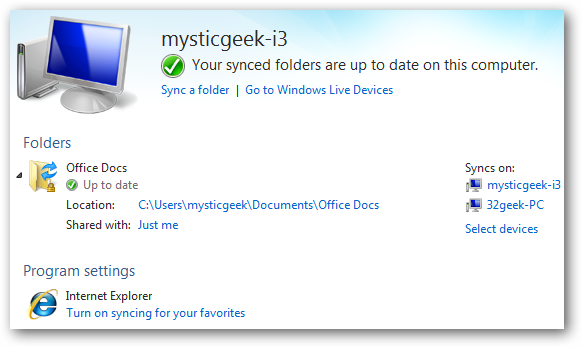 mysticgeek-i3
Your synced folders are up to date on this computer.
Sync a folder | Go to Windows Live Devices
Folders
Office Docs
Up to date
Location: C:\Users\mysticgeek\Documents\Office Docs
Shared with: Just me
Syncs on:
mysticgeek-i3
32geek-PC
Select devices
Program settings
Internet Explorer
Turn on syncing for your favorites